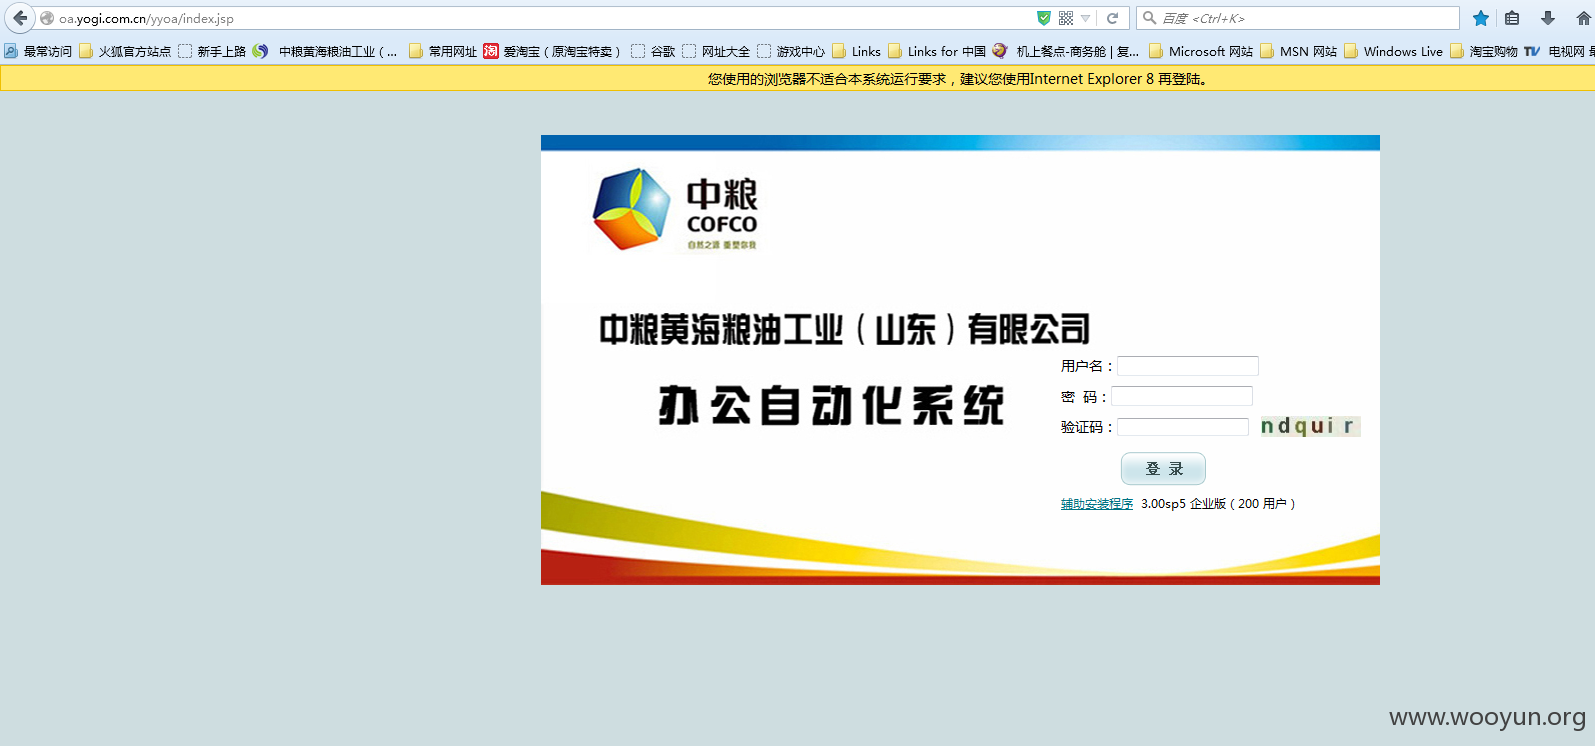 oa.yogi.com.cn/yyoa/index.jsp
百度 <Ctrl+K>
最常访问 火狐官方站点 新手上路 中粮黄海粮油工业（... 常用网址 爱淘宝（原淘宝特卖） 谷歌 网址大全 游戏中心 Links Links for 中国 机上餐点-商务舱 | 复... Microsoft 网站 MSN 网站 Windows Live 淘宝购物 电视网
您使用的浏览器不适合本系统运行要求，建议您使用Internet Explorer 8 再登陆。
中粮
COFCO
自然之源 重塑你我
中粮黄海粮油工业（山东）有限公司
办公自动化系统
用户名：
密 码：
验证码： ndquir
登 录
辅助安装程序 3.00sp5 企业版（200 用户）
www.wooyun.org